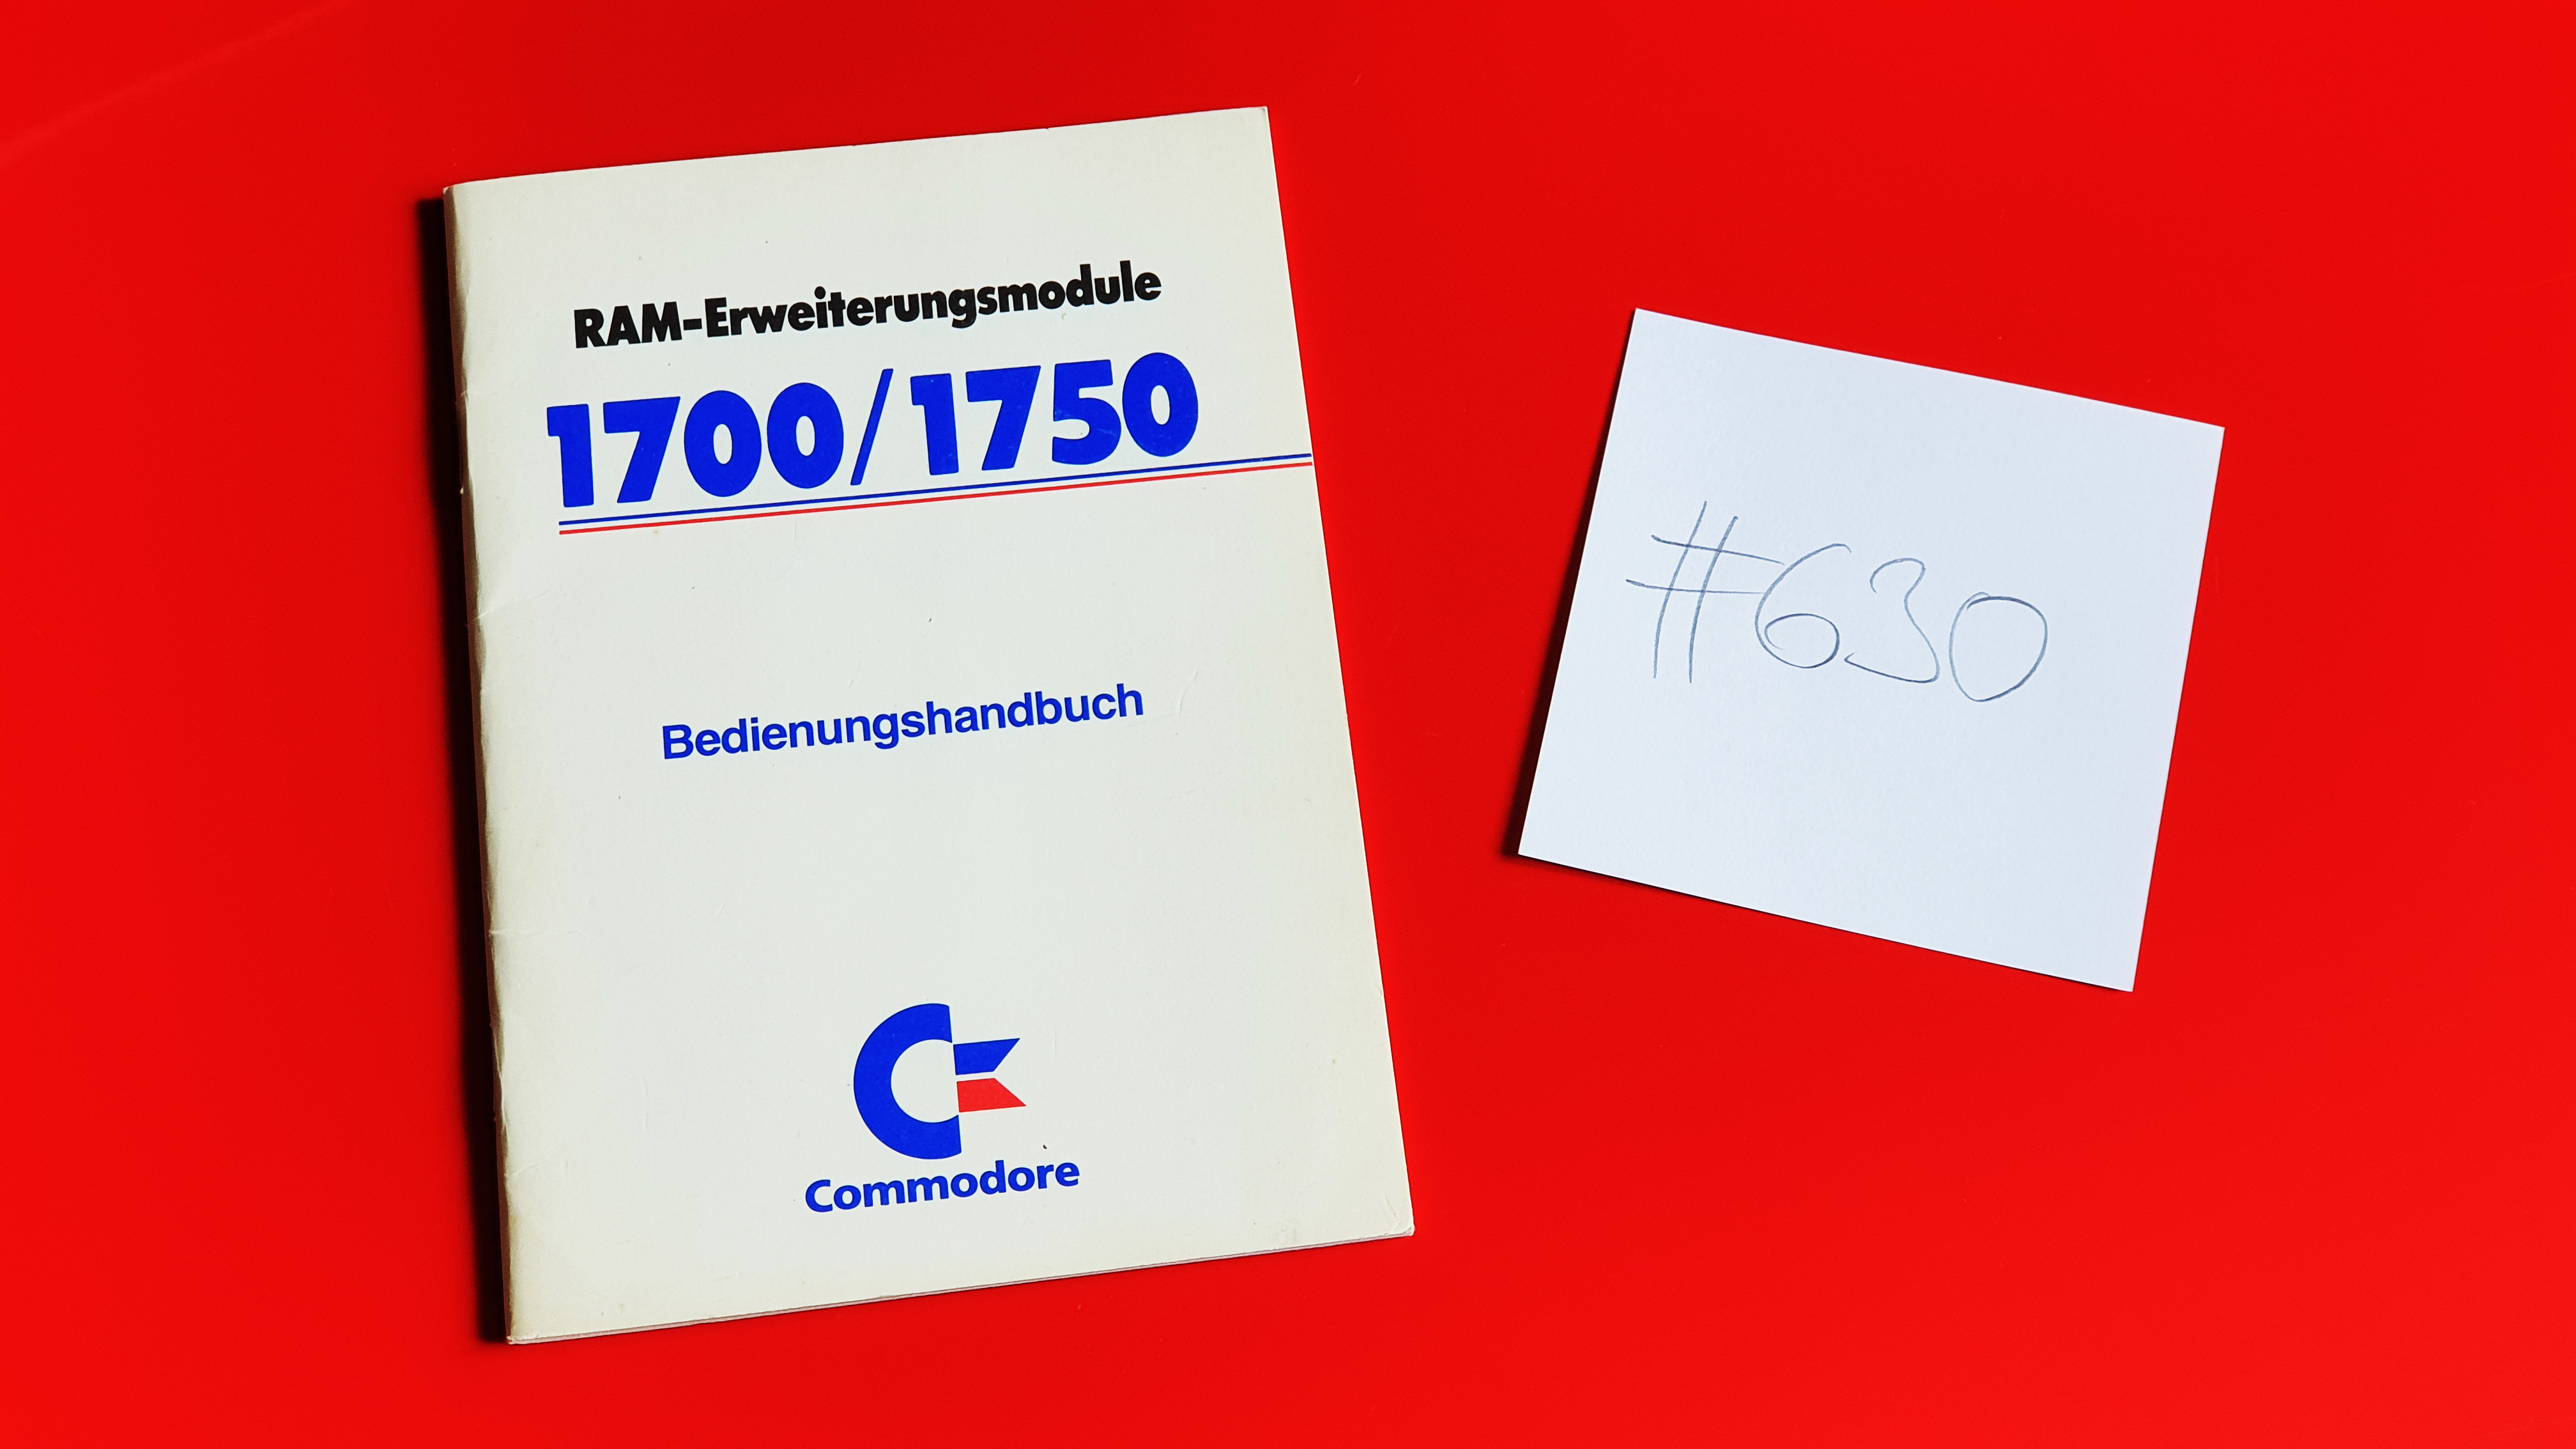 RAM-Erweiterungsmodule
1700/1750
Bedienungshandbuch
Commodore
#630